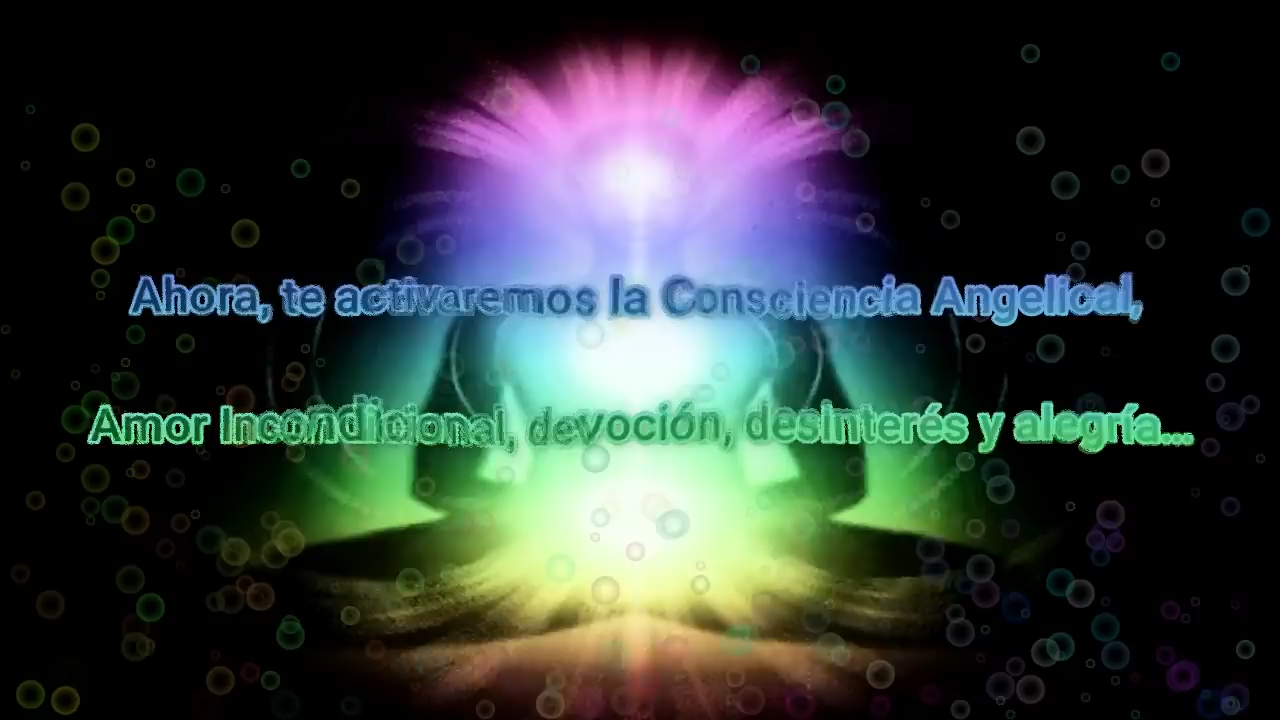 Ahora, te activaremos la Consciencia Angelical,
Amor Incondicional, devoción, desinterés y alegría...